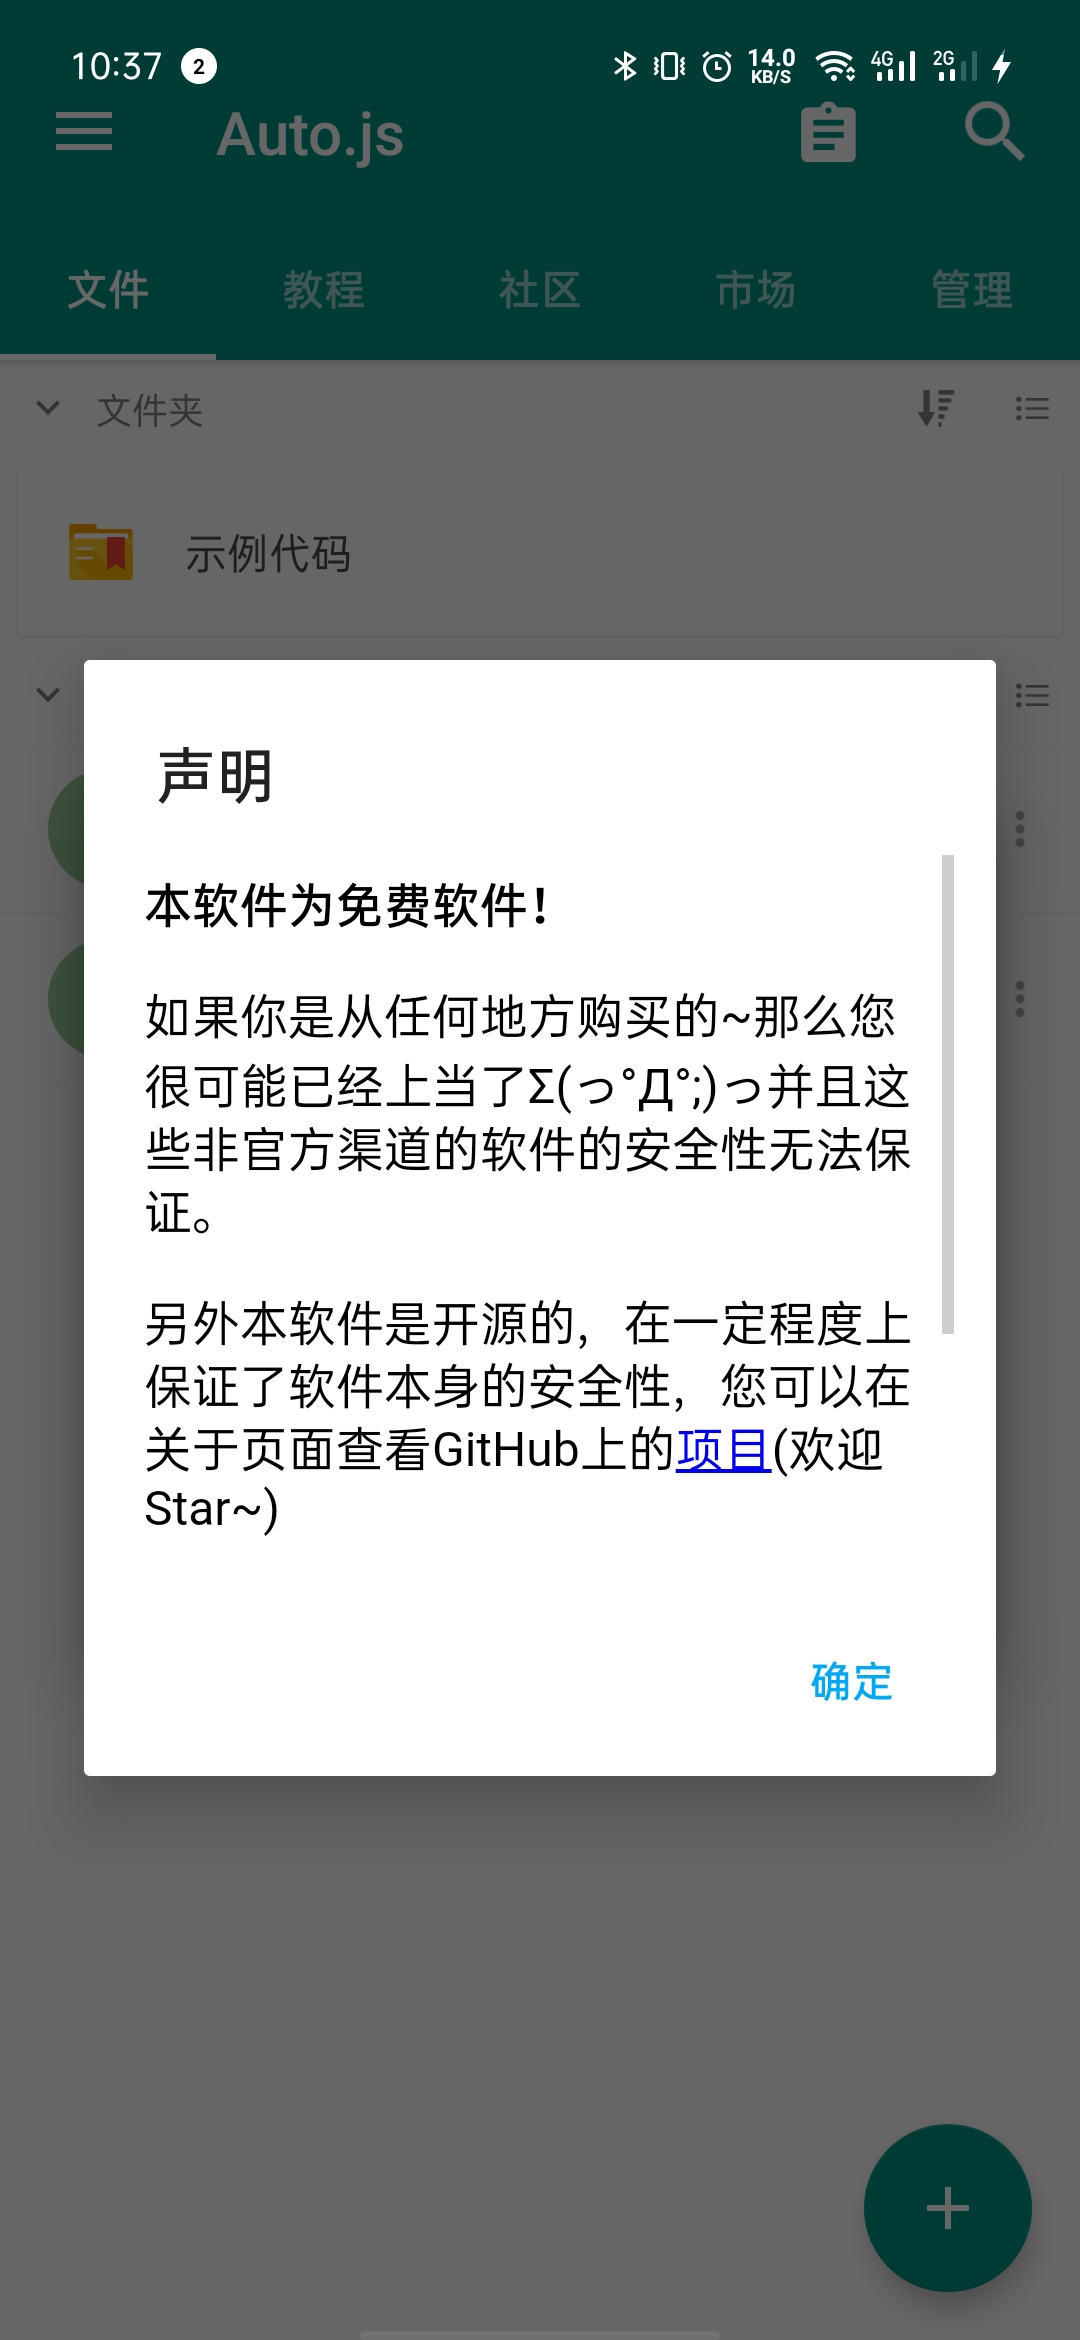 10:37 2 14.0 KB/S 4G 2G
Auto.js
文件 教程 社区 市场 管理
文件夹
示例代码
声明
本软件为免费软件！
如果你是从任何地方购买的~那么您
很可能已经上当了Σ(っ°Д°;)っ并且这
些非官方渠道的软件的安全性无法保
证。
另外本软件是开源的，在一定程度上
保证了软件本身的安全性，您可以在
关于页面查看GitHub上的项目(欢迎
Star~)
确定